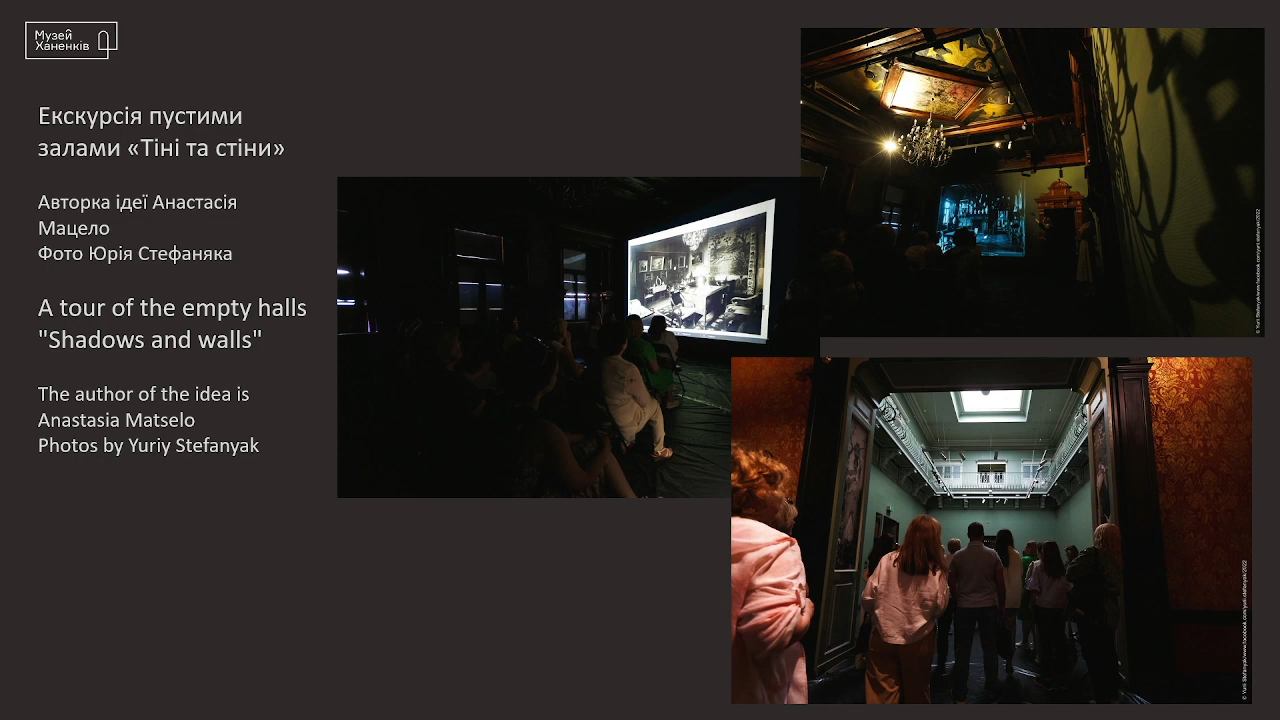 Музей
Ханенків
Екскурсія пустими
залами «Тіні та стіни»
Авторка ідеї Анастасія
Мацело
Фото Юрія Стефаняка
A tour of the empty halls
"Shadows and walls"
The author of the idea is
Anastasia Matselo
Photos by Yuriy Stefanyak